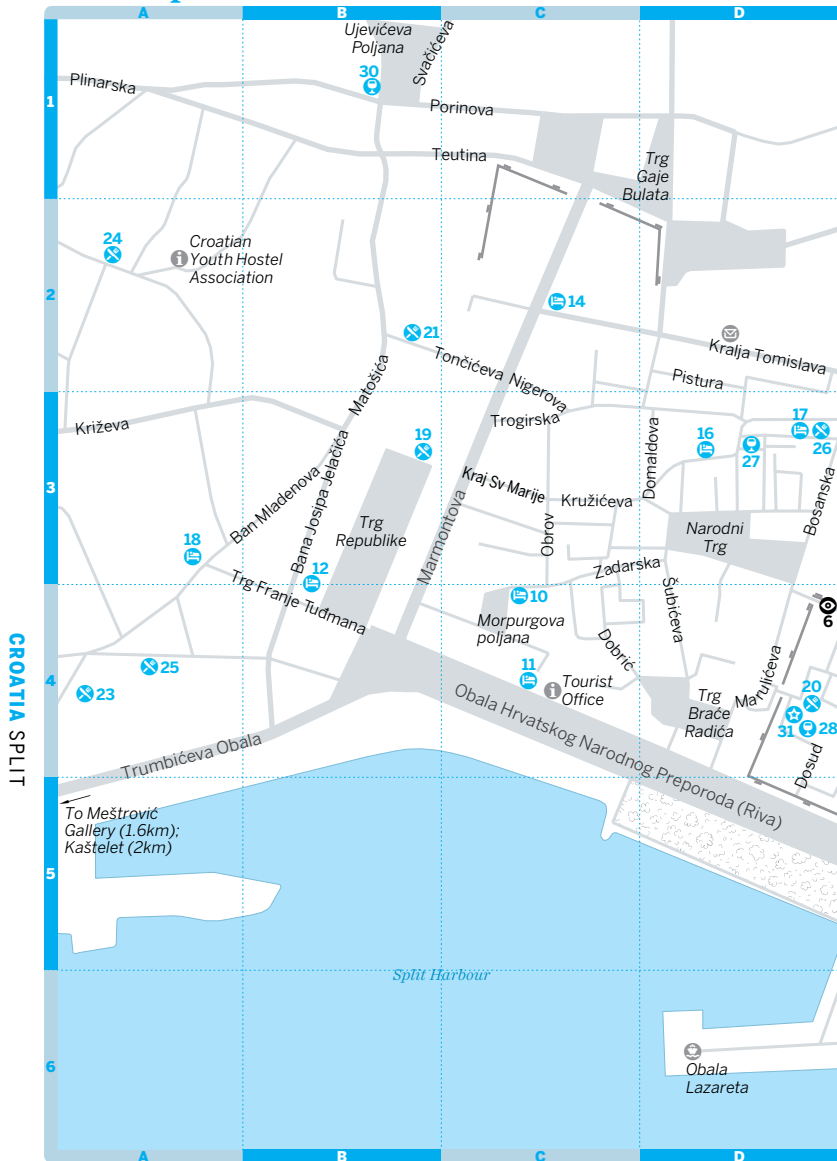 A
B
C
D
Ujevićeva
Poljana
Svačićeva
30
Plinarska
1
Porinova
Teutina
Trg
Gaje
Bulata
24
Croatian
Youth Hostel
Association
2
14
21
Kralja Tomislava
Tončićeva Nigerova
Pistura
Matošića
Križeva
Trogirska
19
16
17
26
27
Domaldova
Kraj Sv Marije
Kružićeva
3
Ban Mladenova
Bana Josipa Jelačića
Trg
Republike
Marmontova
Obrov
Narodni
Trg
Bosanska
18
12
Zadarska
Trg Franje Tuđmana
10
Šubićeva
6
Morpurgova
poljana
Dobrić
CROATIA SPLIT
4
25
23
11
Tourist
Office
Trg
Braće
Radića
Marulićeva
20
31
28
Dosud
Trumbićeva Obala
Obala Hrvatskog Narodnog Preporoda (Riva)
To Meštrović
Gallery (1.6km);
Kaštelet (2km)
5
Split Harbour
6
Obala
Lazareta
A
B
C
D